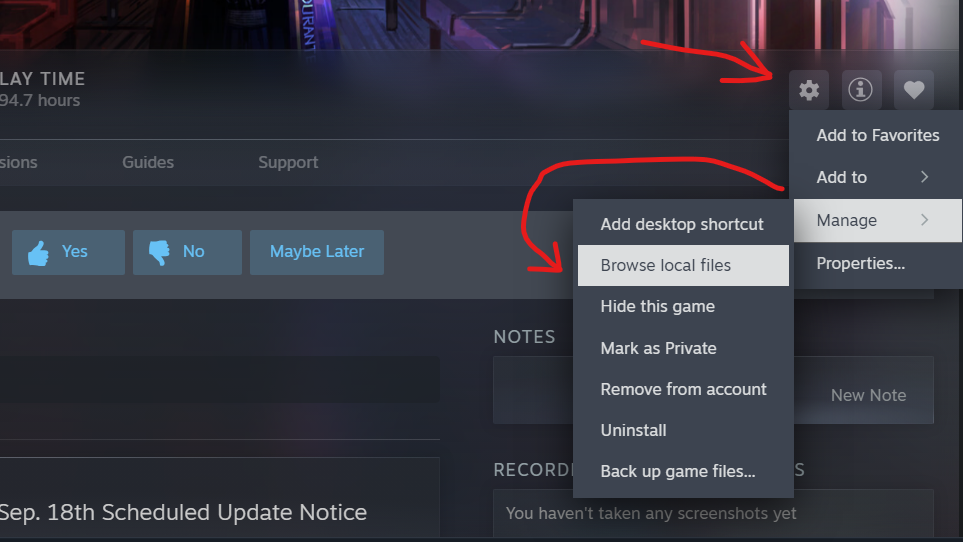 LAY TIME
94.7 hours
sions
Guides
Support
Add to Favorites
Add to
Manage
Properties...
Yes
No
Maybe Later
Add desktop shortcut
Browse local files
Hide this game
Mark as Private
Remove from account
Uninstall
Back up game files...
NOTES
New Note
RECORD
S
You haven't taken any screenshots yet
Sep. 18th Scheduled Update Notice